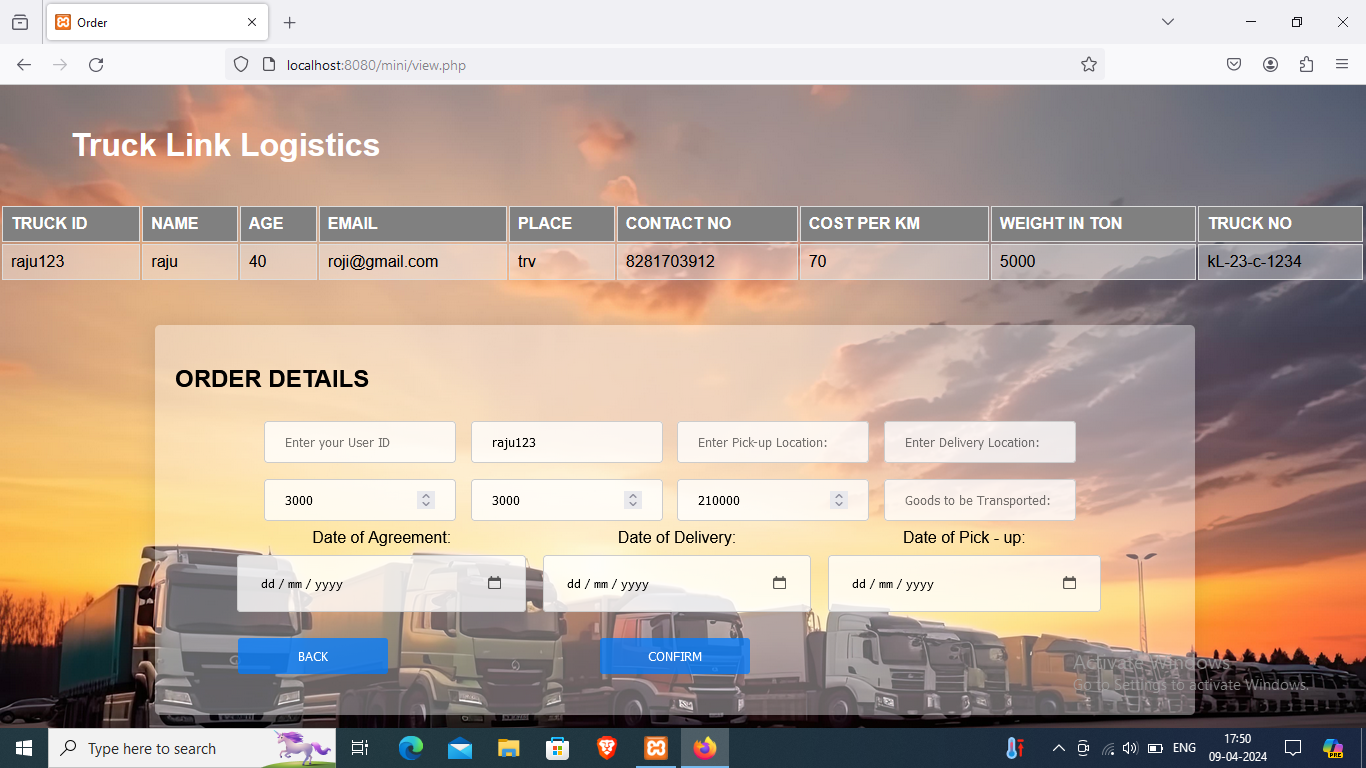 Order
localhost:8080/mini/view.php
Truck Link Logistics
TRUCK ID NAME AGE EMAIL PLACE CONTACT NO COST PER KM WEIGHT IN TON TRUCK NO
raju123 raju 40 roji@gmail.com trv 8281703912 70 5000 kL-23-c-1234
ORDER DETAILS
Enter your User ID raju123 Enter Pick-up Location: Enter Delivery Location:
3000 3000 210000 Goods to be Transported:
Date of Agreement: Date of Delivery: Date of Pick - up:
dd / mm / yyyy dd / mm / yyyy dd / mm / yyyy
BACK CONFIRM
Activate Windows
Go to Settings to activate Windows.
Type here to search ENG 17:50
09-04-2024
PRE